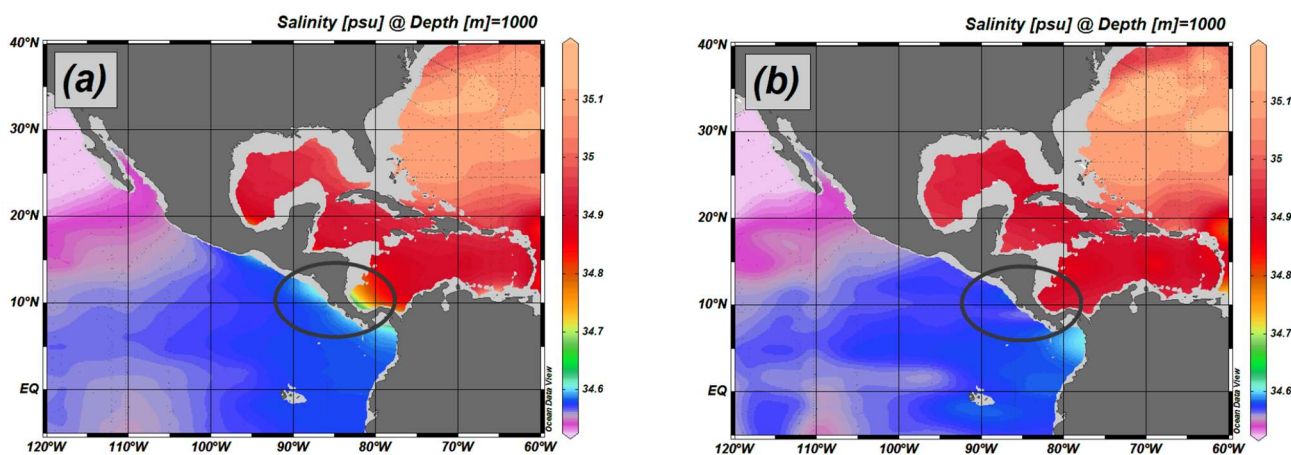 Salinity [psu] @ Depth [m]=1000
40°N
(a)
30°N
20°N
10°N
EQ
120°W
110°W
100°W
90°W
80°W
70°W
60°W
35.1
35
34.9
34.8
34.7
34.6
Ocean Data View
Salinity [psu] @ Depth [m]=1000
40°N
(b)
30°N
20°N
10°N
EQ
120°W
110°W
100°W
90°W
80°W
70°W
60°W
35.1
35
34.9
34.8
34.7
34.6
Ocean Data View